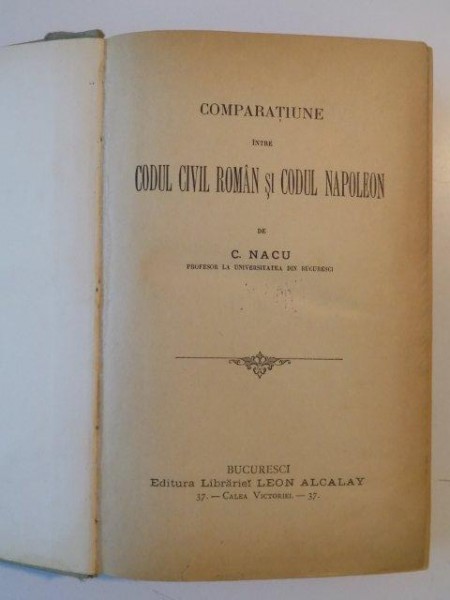 COMPARAȚIUNE
ÎNTRE
CODUL CIVIL ROMÂN ȘI CODUL NAPOLEON
DE
C. NACU
PROFESOR LA UNIVERSITATEA DIN BUCURESCI
BUCURESCI
Editura Librărieĭ LEON ALCALAY
37. — CALEA VICTORIEI. — 37.